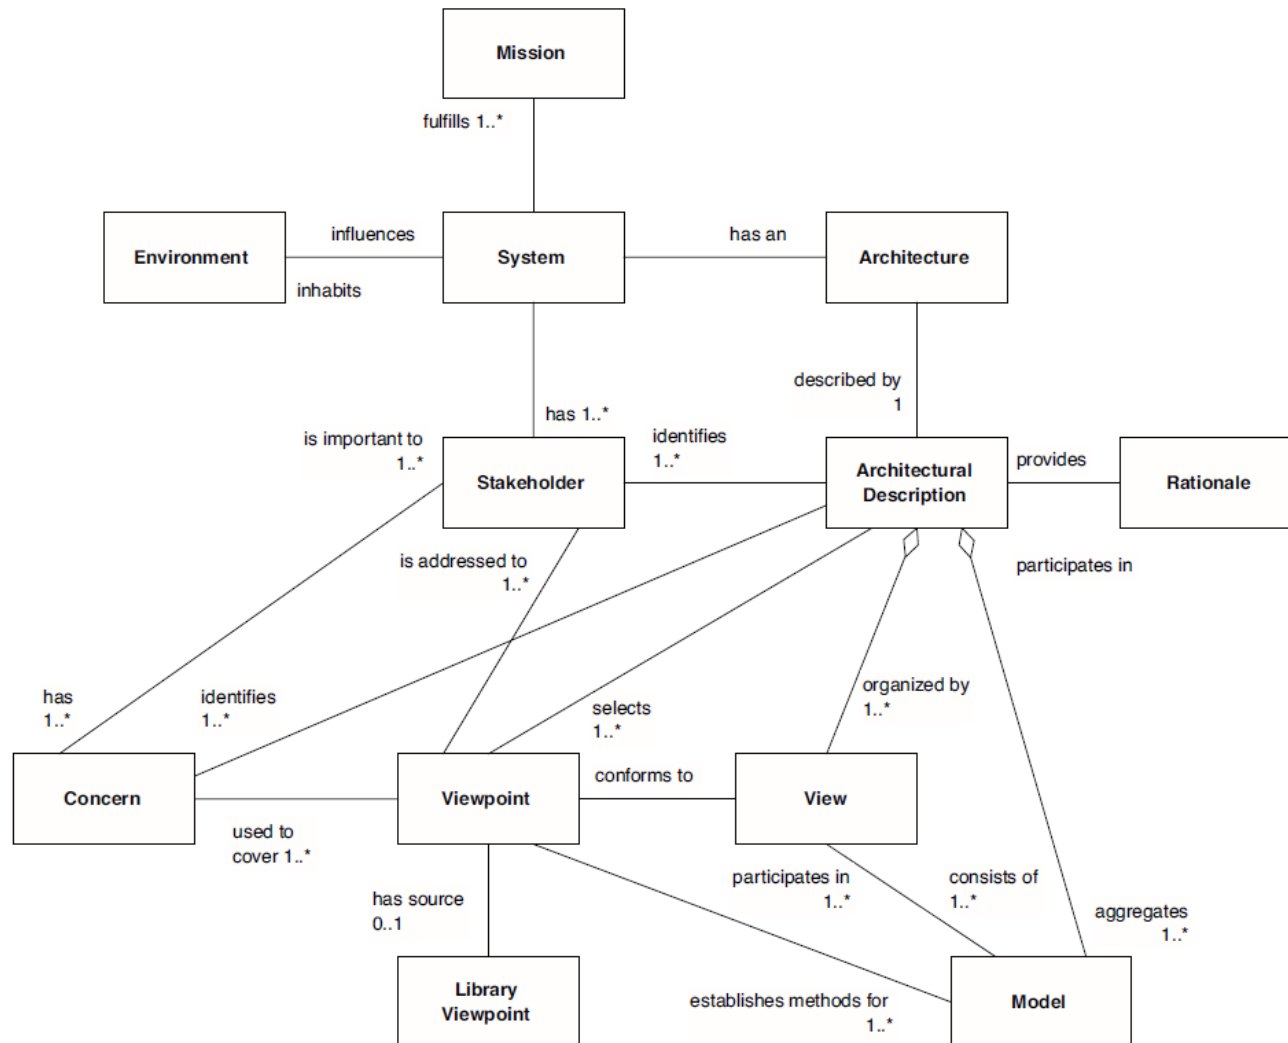 Mission
fulfills 1..*
Environment
influences
inhabits
System
has an
Architecture
described by
1
has 1..*
is important to
1..*
identifies
1..*
Stakeholder
Architectural
Description
provides
Rationale
is addressed to
1..*
participates in
has
1..*
identifies
1..*
selects
1..*
organized by
1..*
Concern
Viewpoint
conforms to
View
used to
cover 1..*
has source
0..1
participates in
1..*
consists of
1..*
aggregates
1..*
Library
Viewpoint
establishes methods for
1..*
Model